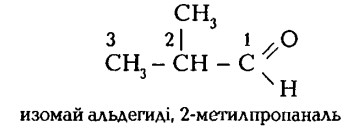 CH₃
3 2| 1 O
CH₃ – CH – C
H
изомай альдегиді, 2-метилпропаналь